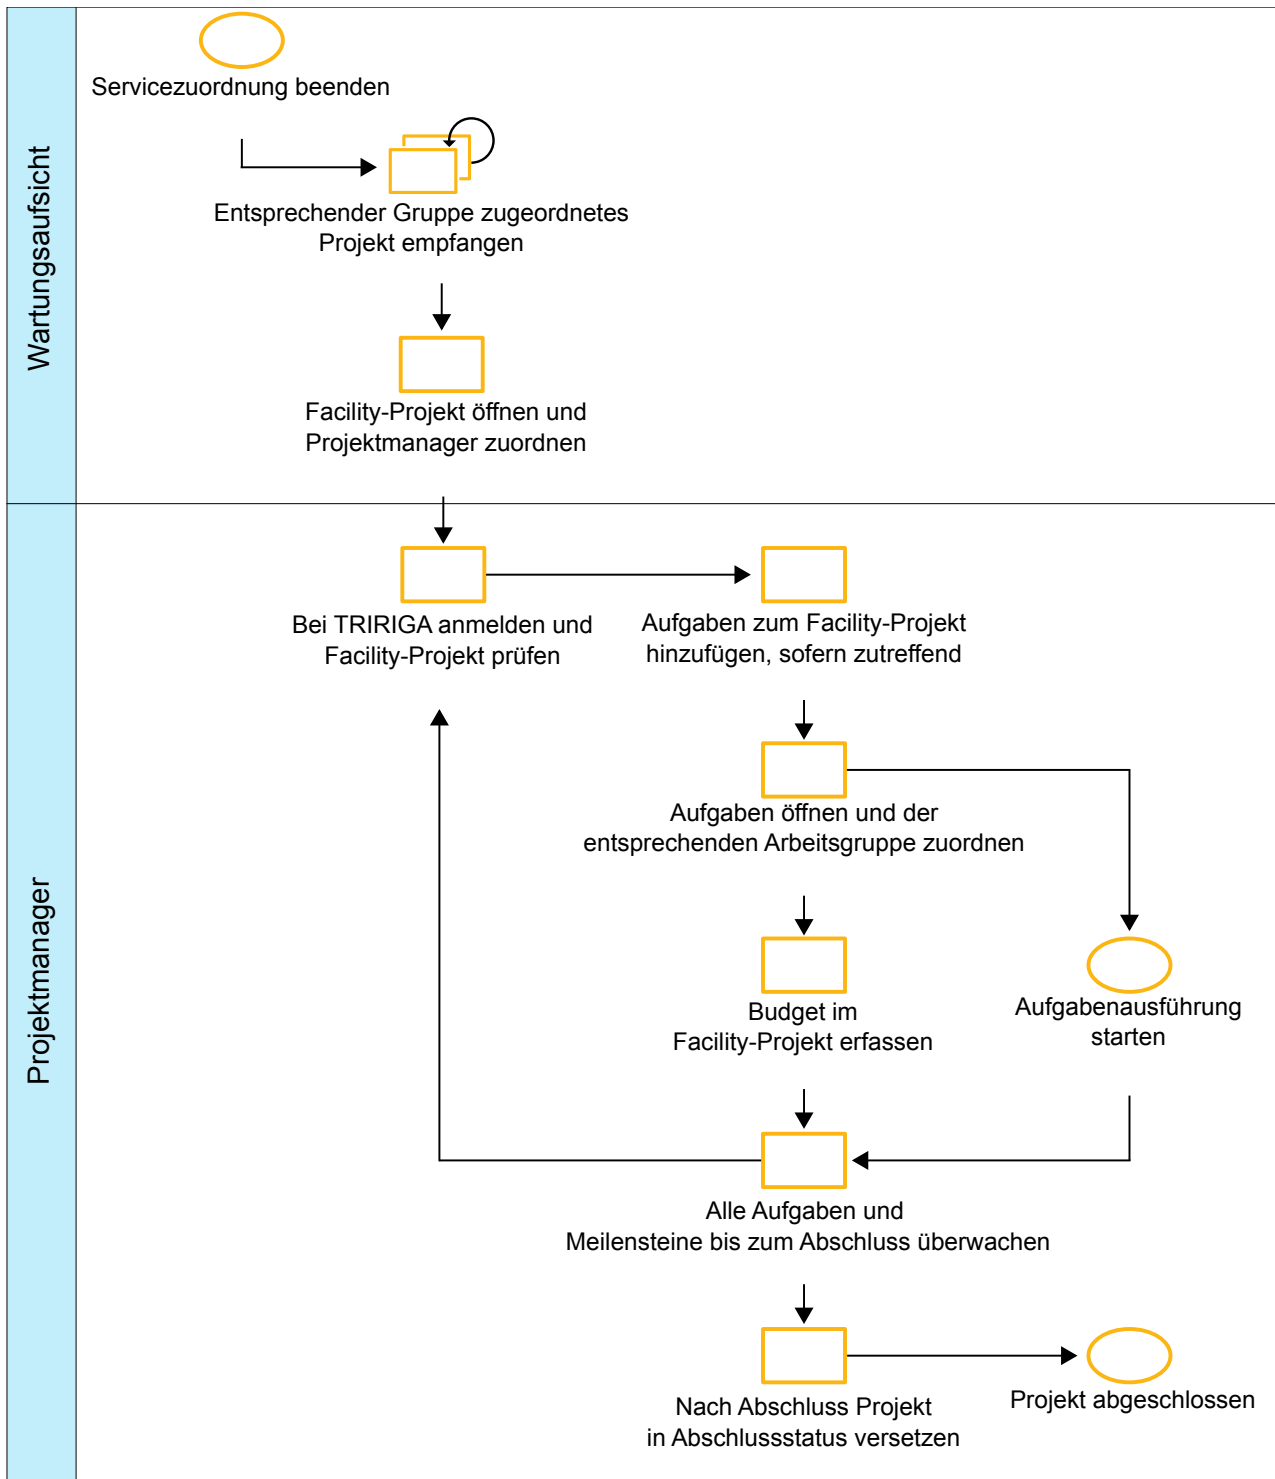 Wartungsaufsicht
Servicezuordnung beenden
Entsprechender Gruppe zugeordnetes
Projekt empfangen
Facility-Projekt öffnen und
Projektmanager zuordnen
Projektmanager
Bei TRIRIGA anmelden und
Facility-Projekt prüfen
Aufgaben zum Facility-Projekt
hinzufügen, sofern zutreffend
Aufgaben öffnen und der
entsprechenden Arbeitsgruppe zuordnen
Budget im
Facility-Projekt erfassen
Aufgabenausführung
starten
Alle Aufgaben und
Meilensteine bis zum Abschluss überwachen
Nach Abschluss Projekt
in Abschlussstatus versetzen
Projekt abgeschlossen